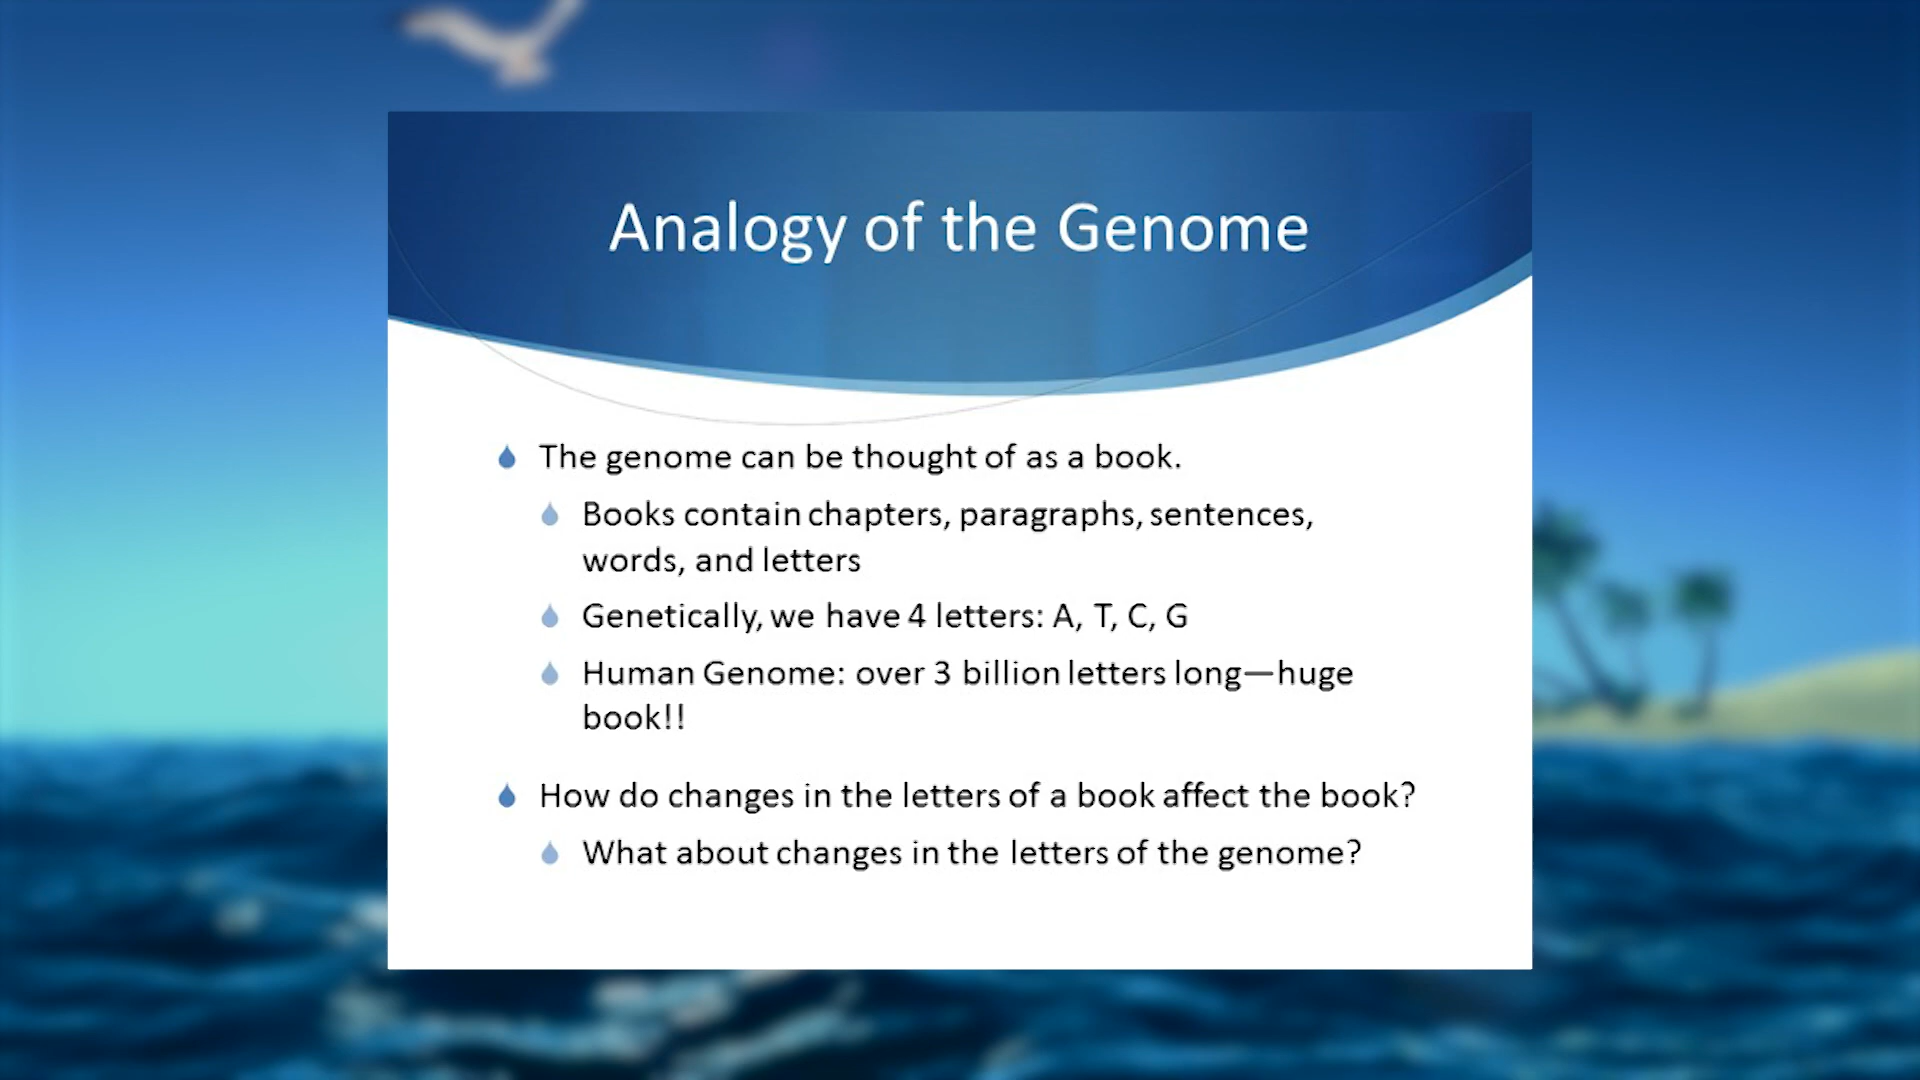 Analogy of the Genome
The genome can be thought of as a book.
Books contain chapters, paragraphs, sentences,
words, and letters
Genetically, we have 4 letters: A, T, C, G
Human Genome: over 3 billion letters long—huge
book!!
How do changes in the letters of a book affect the book?
What about changes in the letters of the genome?